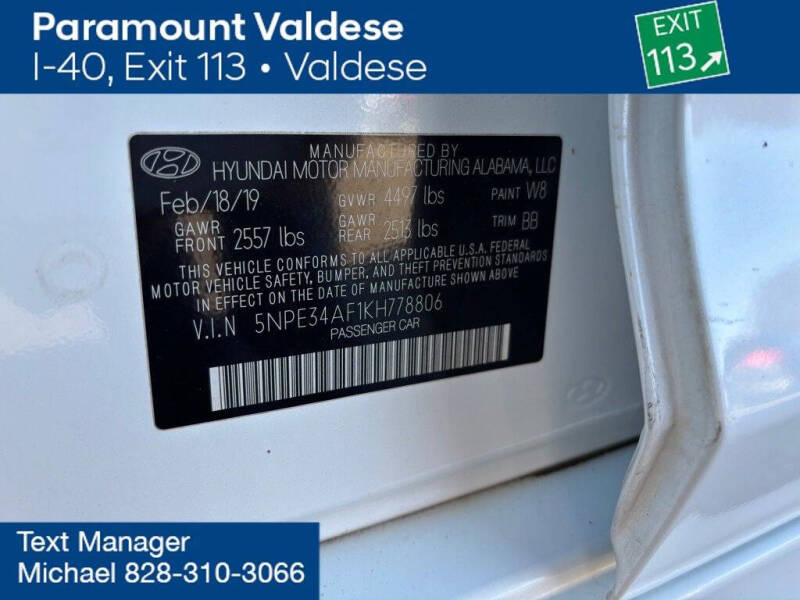 Paramount Valdese
I-40, Exit 113 • Valdese
EXIT
113
MANUFACTURED BY
HYUNDAI MOTOR MANUFACTURING ALABAMA, LLC
Feb/18/19 GVWR 4497 lbs PAINT W8
GAWR FRONT 2557 lbs GAWR REAR 2513 lbs TRIM BB
THIS VEHICLE CONFORMS TO ALL APPLICABLE U.S.A. FEDERAL
MOTOR VEHICLE SAFETY, BUMPER, AND THEFT PREVENTION STANDARDS
IN EFFECT ON THE DATE OF MANUFACTURE SHOWN ABOVE
V.I.N 5NPE34AF1KH778806
PASSENGER CAR
Text Manager
Michael 828-310-3066